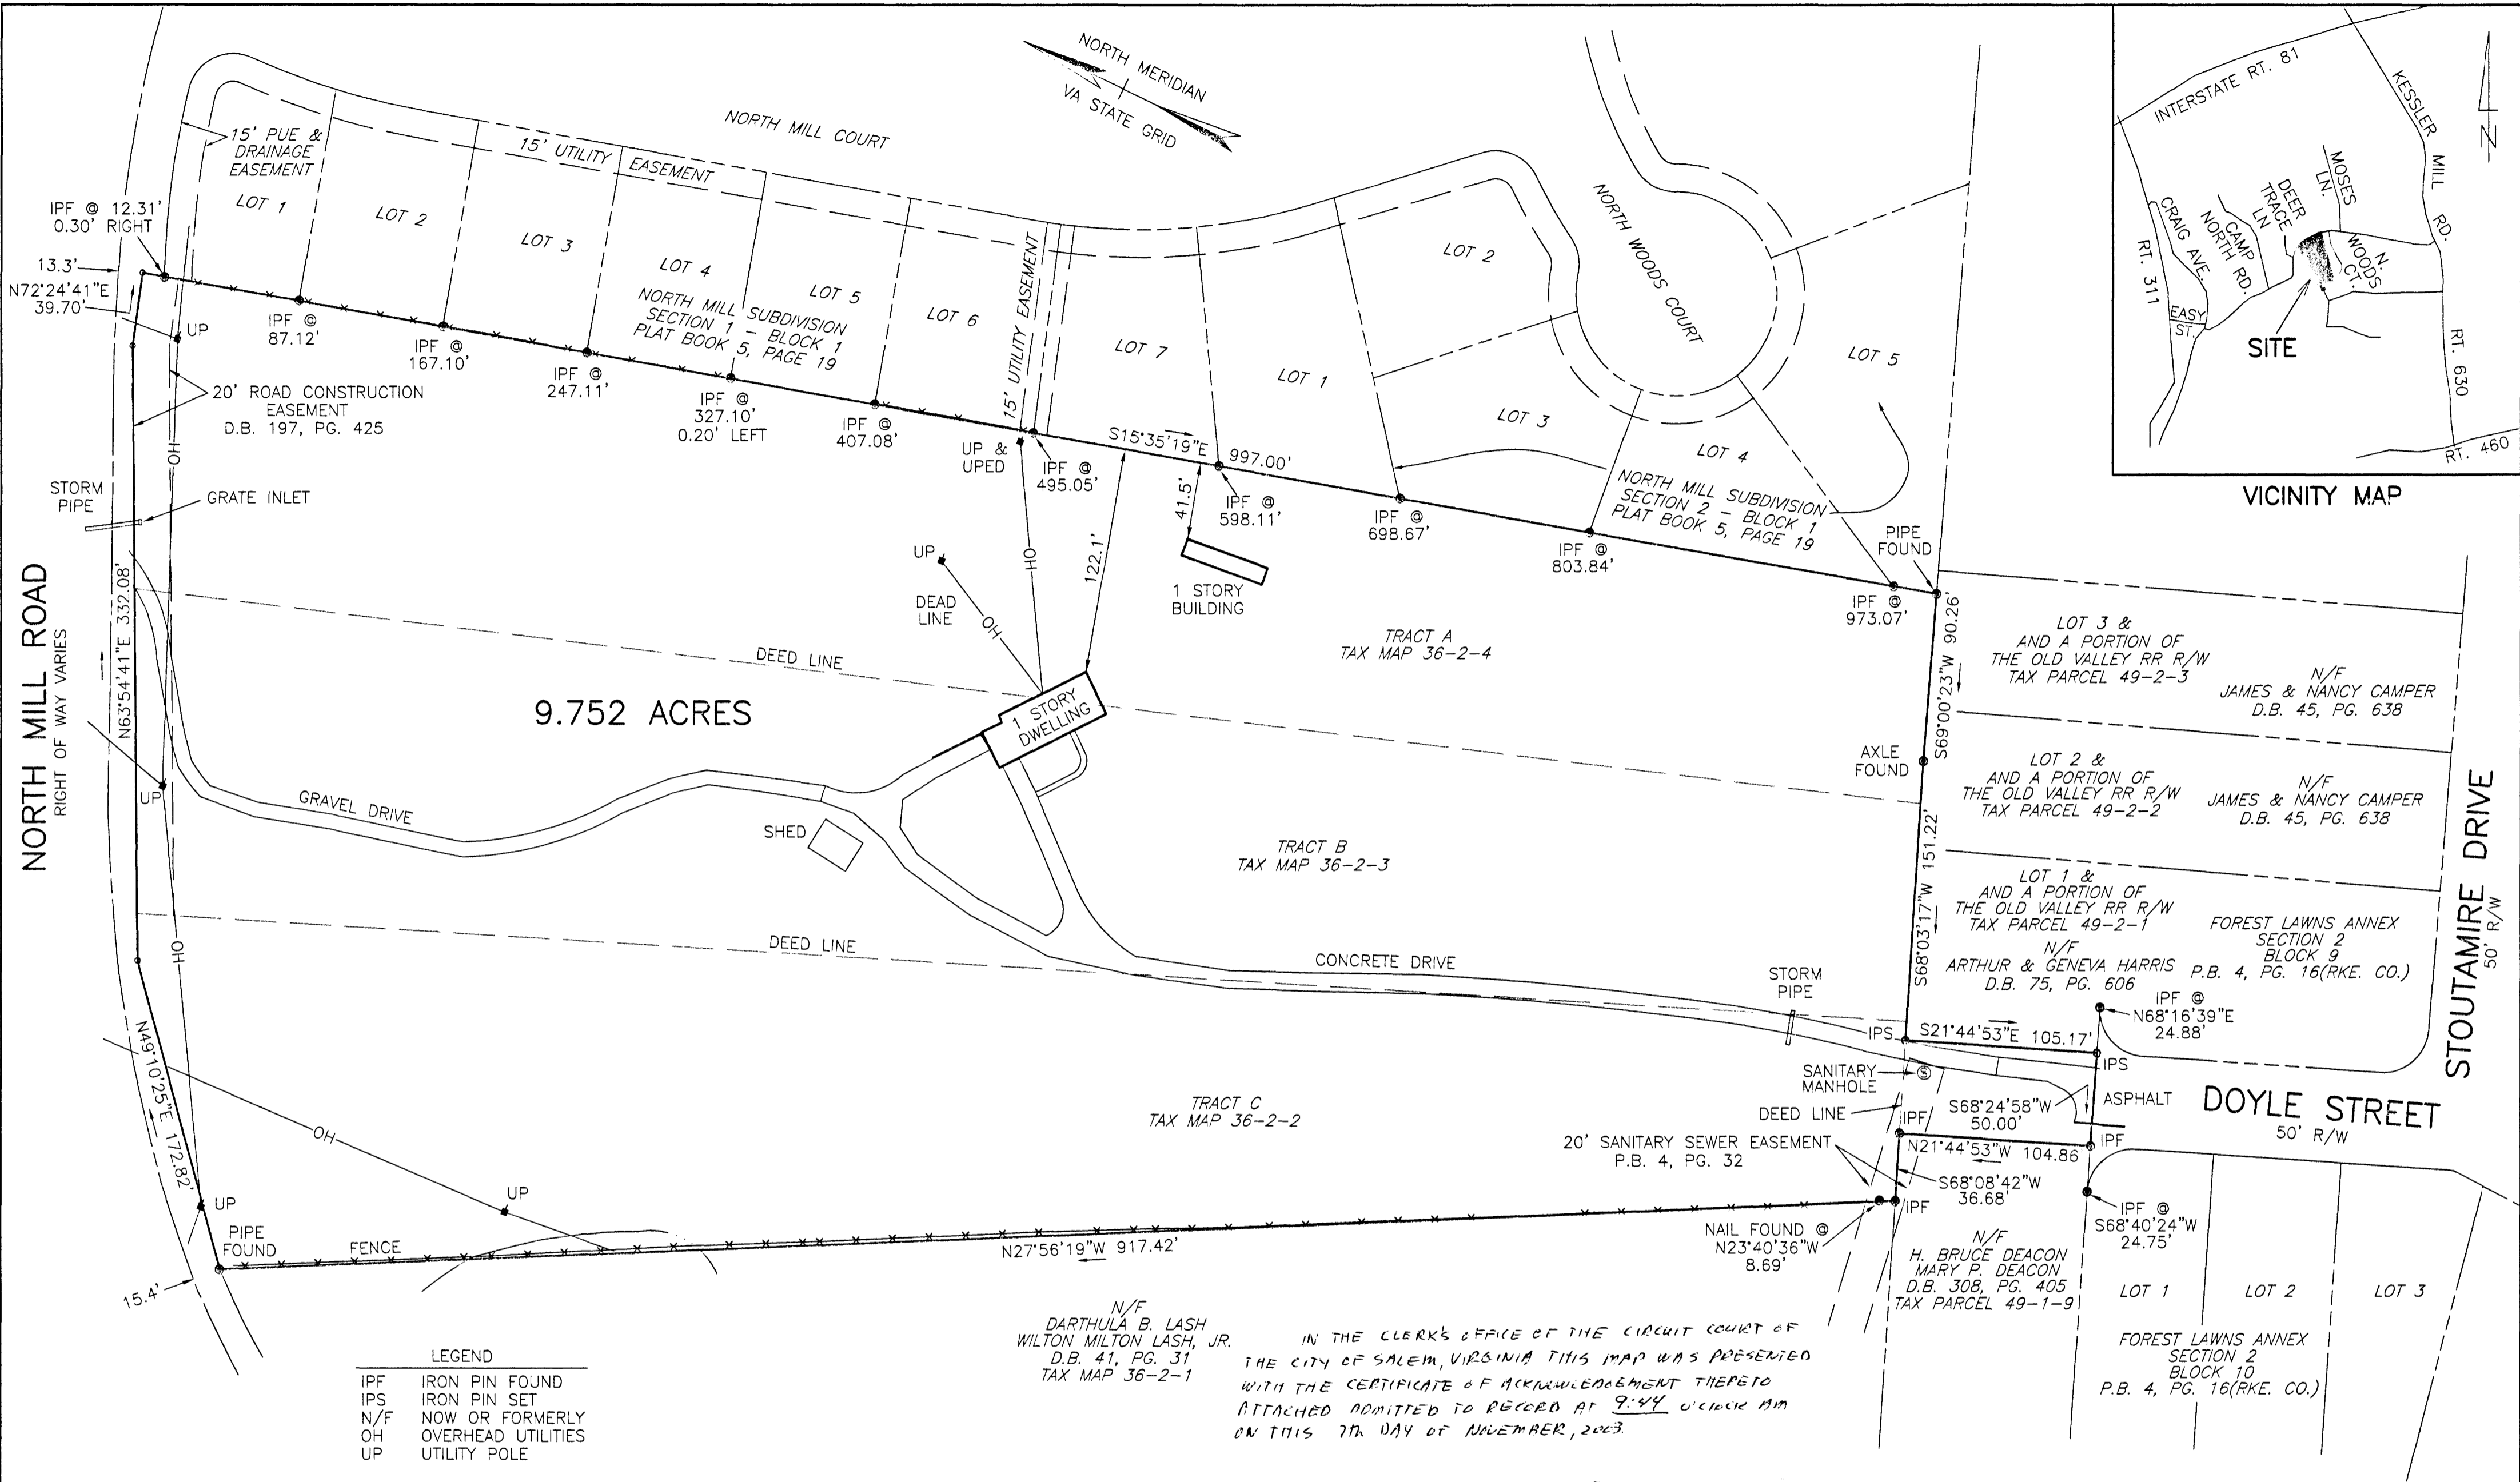 NORTH MERIDIAN
VA STATE GRID
NORTH MILL COURT
15' PUE &
DRAINAGE
EASEMENT
15' UTILITY EASEMENT
LOT 1
LOT 2
LOT 3
LOT 4
LOT 5
LOT 6
LOT 7
NORTH MILL SUBDIVISION
SECTION 1 - BLOCK 1
PLAT BOOK 5, PAGE 19
15' UTILITY EASEMENT
LOT 1
LOT 2
LOT 3
LOT 4
LOT 5
NORTH WOODS COURT
NORTH MILL SUBDIVISION
SECTION 2 - BLOCK 1
PLAT BOOK 5, PAGE 19
IPF @ 12.31'
0.30' RIGHT
13.3'
N72°24'41"E
39.70'
UP
IPF @
87.12'
IPF @
167.10'
IPF @
247.11'
IPF @
327.10'
0.20' LEFT
IPF @
407.08'
UP &
UPED
IPF @
495.05'
S15°35'19"E 997.00'
IPF @
598.11'
IPF @
698.67'
IPF @
803.84'
IPF @
973.07'
PIPE
FOUND
20' ROAD CONSTRUCTION
EASEMENT
D.B. 197, PG. 425
OH
STORM
PIPE
GRATE INLET
NORTH MILL ROAD
RIGHT OF WAY VARIES
N63°54'41"E 332.08'
UP
DEAD
LINE
OH
OH
122.1'
41.5'
1 STORY
BUILDING
DEED LINE
9.752 ACRES
1 STORY
DWELLING
TRACT A
TAX MAP 36-2-4
UP
GRAVEL DRIVE
SHED
TRACT B
TAX MAP 36-2-3
DEED LINE
OH
CONCRETE DRIVE
AXLE
FOUND
S69°00'23"W 90.26'
S68°03'17"W 151.22'
LOT 3 &
AND A PORTION OF
THE OLD VALLEY RR R/W
TAX PARCEL 49-2-3
N/F
JAMES & NANCY CAMPER
D.B. 45, PG. 638
LOT 2 &
AND A PORTION OF
THE OLD VALLEY RR R/W
TAX PARCEL 49-2-2
N/F
JAMES & NANCY CAMPER
D.B. 45, PG. 638
LOT 1 &
AND A PORTION OF
THE OLD VALLEY RR R/W
TAX PARCEL 49-2-1
N/F
ARTHUR & GENEVA HARRIS
D.B. 75, PG. 606
FOREST LAWNS ANNEX
SECTION 2
BLOCK 9
P.B. 4, PG. 16(RKE. CO.)
STOUTAMIRE DRIVE
50' R/W
STORM
PIPE
IPS
S21°44'53"E 105.17'
IPF @
N68°16'39"E
24.88'
IPS
SANITARY
MANHOLE
S
DEED LINE
IPF
S68°24'58"W
50.00'
ASPHALT
DOYLE STREET
50' R/W
IPF
N21°44'53"W 104.86
20' SANITARY SEWER EASEMENT
P.B. 4, PG. 32
S68°08'42"W
36.68'
IPF
NAIL FOUND @
N23°40'36"W
8.69'
IPF @
S68°40'24"W
24.75'
N/F
H. BRUCE DEACON
MARY P. DEACON
D.B. 308, PG. 405
TAX PARCEL 49-1-9
LOT 1
LOT 2
LOT 3
FOREST LAWNS ANNEX
SECTION 2
BLOCK 10
P.B. 4, PG. 16(RKE. CO.)
TRACT C
TAX MAP 36-2-2
N49°10'25"E 172.82'
OH
UP
UP
PIPE
FOUND
FENCE
15.4'
N27°56'19"W 917.42'
N/F
DARTHULA B. LASH
WILTON MILTON LASH, JR.
D.B. 41, PG. 31
TAX MAP 36-2-1
IN THE CLERK'S OFFICE OF THE CIRCUIT COURT OF
THE CITY OF SALEM, VIRGINIA THIS MAP WAS PRESENTED
WITH THE CERTIFICATE OF ACKNOWLEDGEMENT THERETO
ATTACHED ADMITTED TO RECORD AT 9:44 O'CLOCK AM
ON THIS 7th DAY OF NOVEMBER, 2003.
LEGEND
IPF IRON PIN FOUND
IPS IRON PIN SET
N/F NOW OR FORMERLY
OH OVERHEAD UTILITIES
UP UTILITY POLE
INTERSTATE RT. 81
KESSLER MILL RD.
N
MOSES
LN.
DEER
TRACE
LN
CAMP
NORTH RD.
CRAIG AVE.
RT. 311
EASY
ST.
N.
WOODS
CT.
SITE
RT. 630
RT. 460
VICINITY MAP